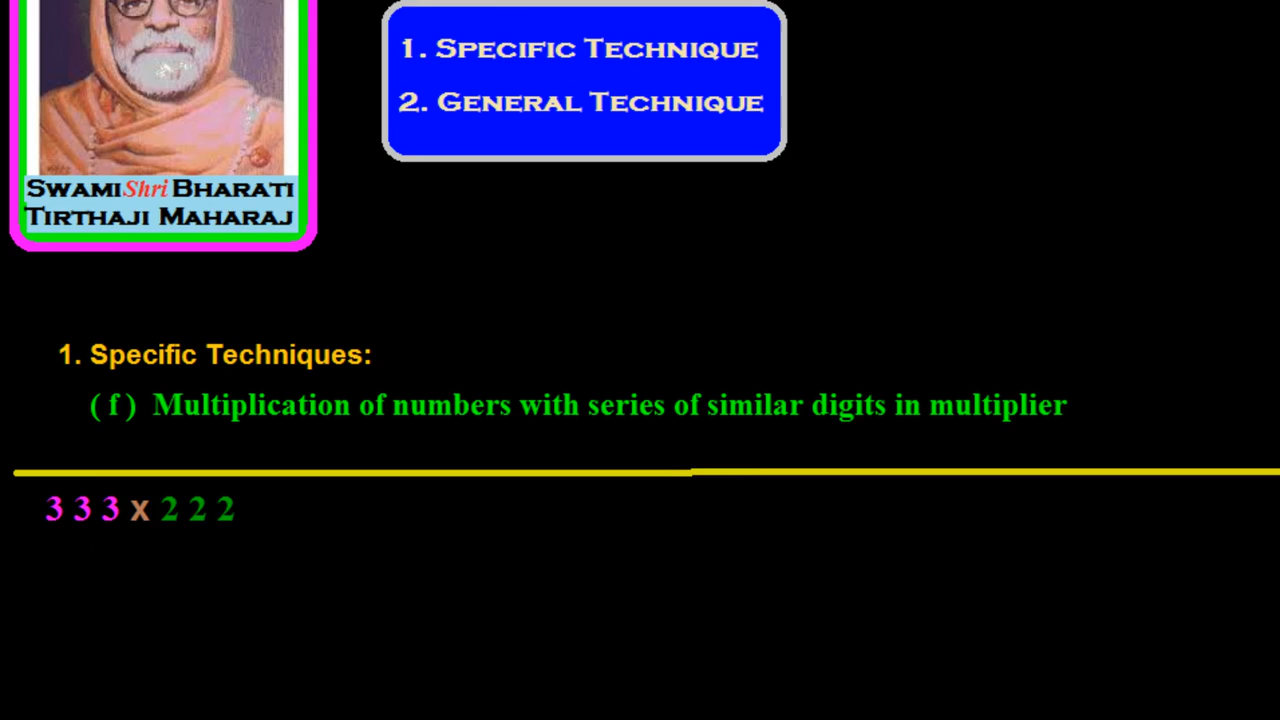 1. Specific Technique
2. General Technique
Swami Shri Bharati
Tirthaji Maharaj
1. Specific Techniques:
( f ) Multiplication of numbers with series of similar digits in multiplier
3 3 3 x 2 2 2